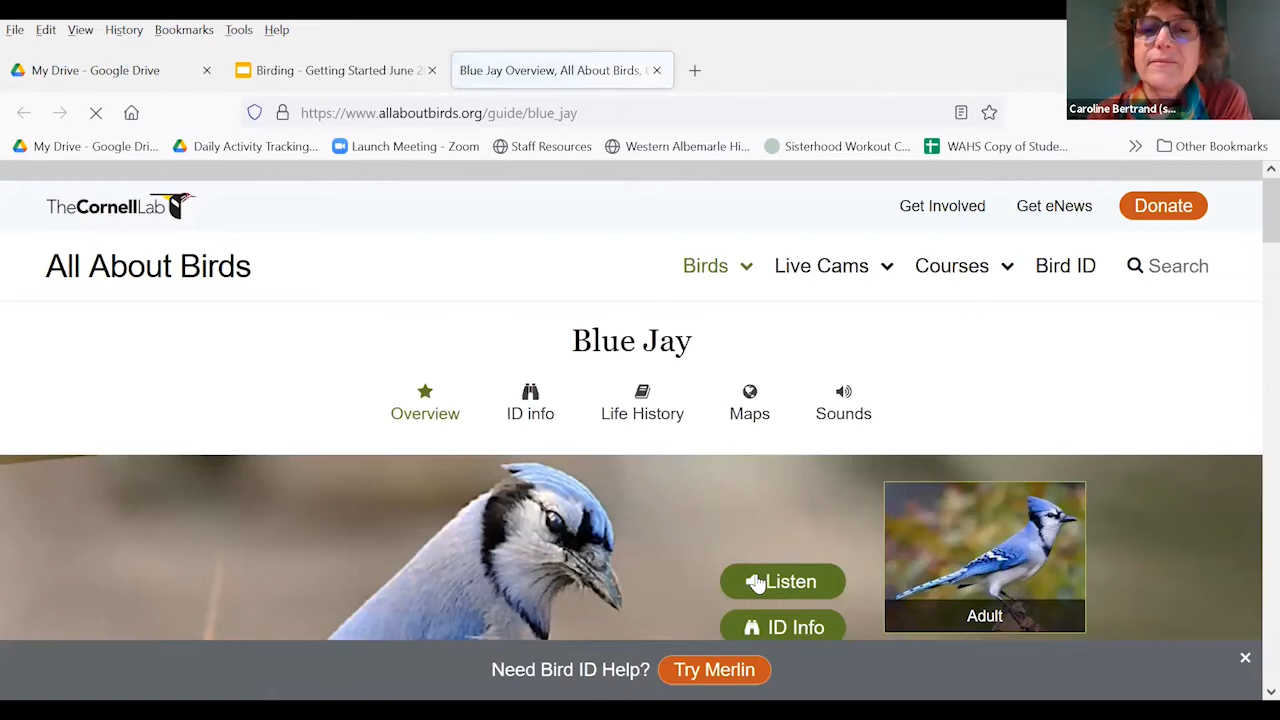 File Edit View History Bookmarks Tools Help
My Drive - Google Drive
Birding - Getting Started June 2
Blue Jay Overview, All About Birds,
https://www.allaboutbirds.org/guide/blue_jay
Caroline Bertrand (s...
My Drive - Google Dri...
Daily Activity Tracking...
Launch Meeting - Zoom
Staff Resources
Western Albemarle Hi...
Sisterhood Workout C...
WAHS Copy of Stude...
Other Bookmarks
TheCornellLab
Get Involved
Get eNews
Donate
All About Birds
Birds
Live Cams
Courses
Bird ID
Search
Blue Jay
Overview
ID info
Life History
Maps
Sounds
Listen
ID Info
Adult
Need Bird ID Help?
Try Merlin